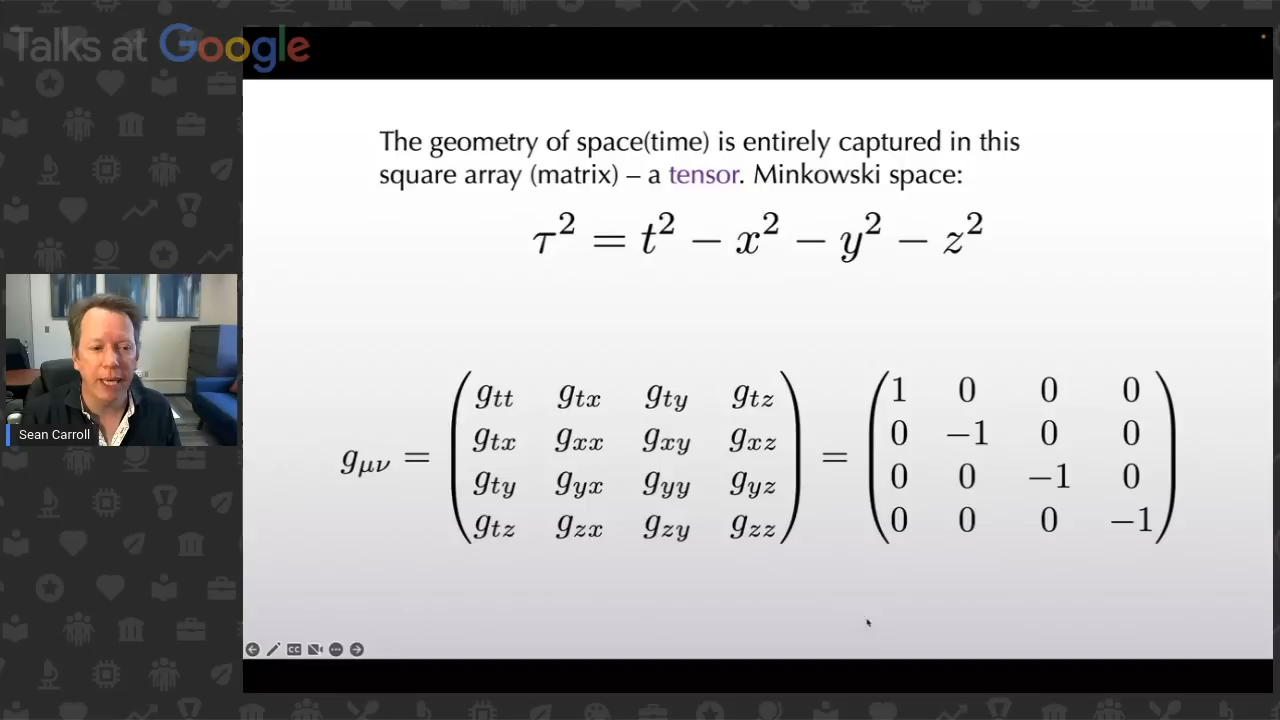 Talks at Google
The geometry of space(time) is entirely captured in this
square array (matrix) – a tensor. Minkowski space:
τ² = t² − x² − y² − z²
g_μν = ( g_tt g_tx g_ty g_tz ) = ( 1 0 0 0 )
( g_tx g_xx g_xy g_xz ) ( 0 −1 0 0 )
( g_ty g_yx g_yy g_yz ) ( 0 0 −1 0 )
( g_tz g_zx g_zy g_zz ) ( 0 0 0 −1 )
Sean Carroll
CC